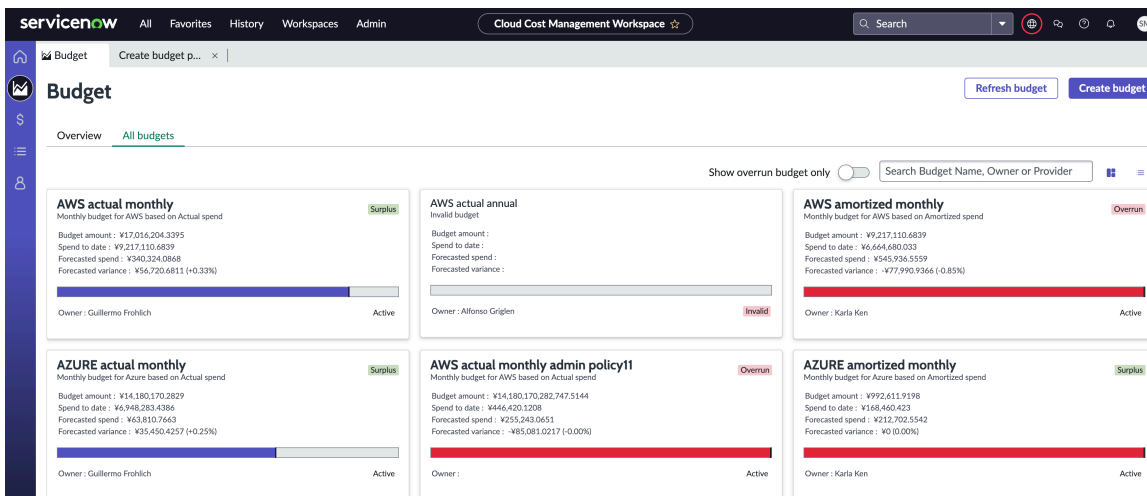 servicenow All Favorites History Workspaces Admin Cloud Cost Management Workspace Search
Budget Create budget p... ×
Budget
Refresh budget Create budget
Overview All budgets
Show overrun budget only Search Budget Name, Owner or Provider
AWS actual monthly
Surplus
Monthly budget for AWS based on Actual spend
Budget amount : ¥17,016,204.3395
Spend to date : ¥9,217,110.6839
Forecasted spend : ¥340,324.0868
Forecasted variance : ¥56,720.6811 (+0.33%)
Owner : Guillermo Frohlich Active
AWS actual annual
Invalid budget
Budget amount :
Spend to date :
Forecasted spend :
Forecasted variance :
Owner : Alfonso Griglen Invalid
AWS amortized monthly
Overrun
Monthly budget for AWS based on Amortized spend
Budget amount : ¥9,217,110.6839
Spend to date : ¥6,664,680.033
Forecasted spend : ¥545,936.5559
Forecasted variance : -¥77,990.9366 (-0.85%)
Owner : Karla Ken Active
AZURE actual monthly
Surplus
Monthly budget for Azure based on Actual spend
Budget amount : ¥14,180,170.2829
Spend to date : ¥6,948,283.4386
Forecasted spend : ¥63,810.7663
Forecasted variance : ¥35,450.4257 (+0.25%)
Owner : Guillermo Frohlich Active
AWS actual monthly admin policy11
Overrun
Monthly budget for AWS based on Actual spend
Budget amount : ¥14,180,170,282,747.5144
Spend to date : ¥446,420.1208
Forecasted spend : ¥255,243.0651
Forecasted variance : -¥85,081.0217 (-0.00%)
Owner : Active
AZURE amortized monthly
Surplus
Monthly budget for Azure based on Amortized spend
Budget amount : ¥992,611.9198
Spend to date : ¥168,460.423
Forecasted spend : ¥212,702.5542
Forecasted variance : ¥0 (0.00%)
Owner : Karla Ken Active